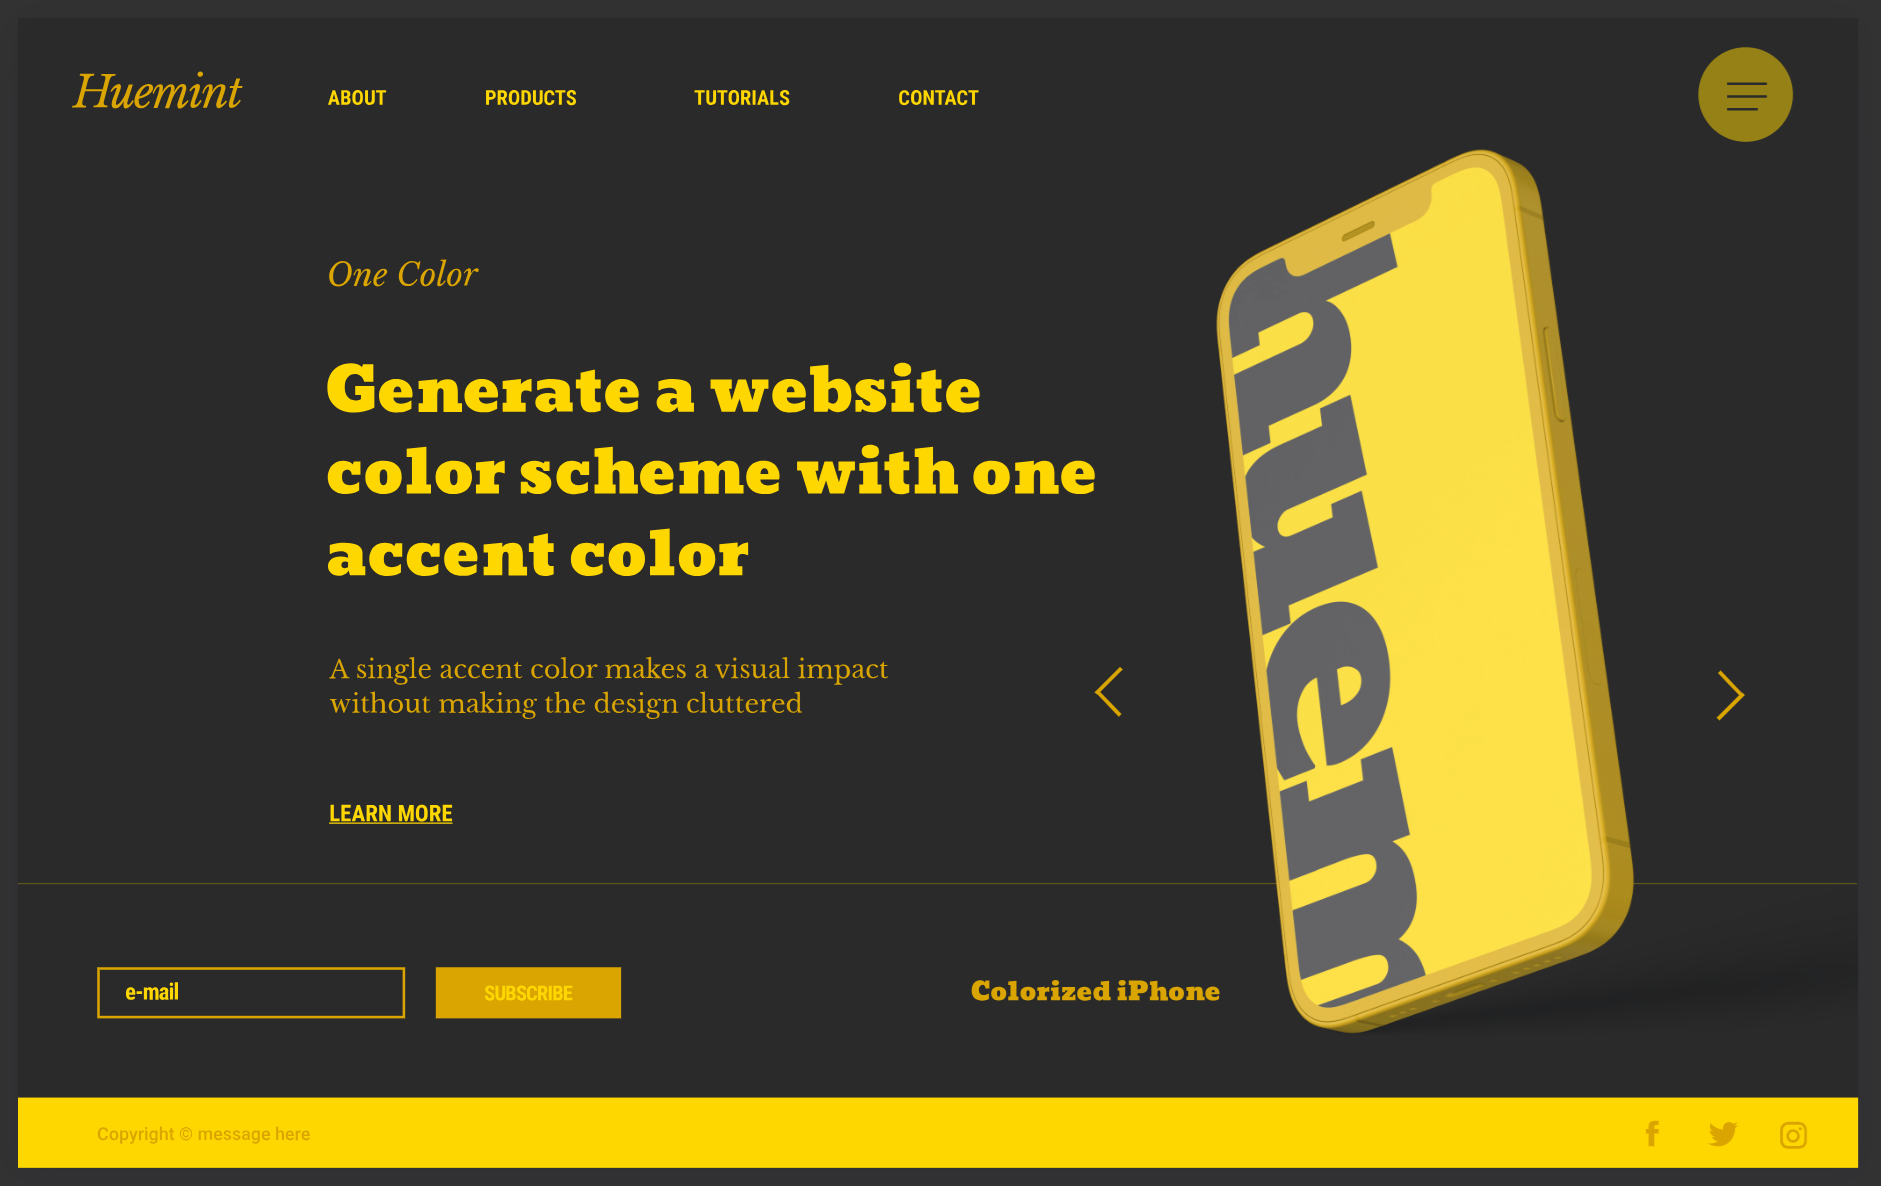 Huemint
ABOUT
PRODUCTS
TUTORIALS
CONTACT
One Color
Generate a website
color scheme with one
accent color
A single accent color makes a visual impact
without making the design cluttered
LEARN MORE
huem
e-mail
SUBSCRIBE
Colorized iPhone
Copyright © message here